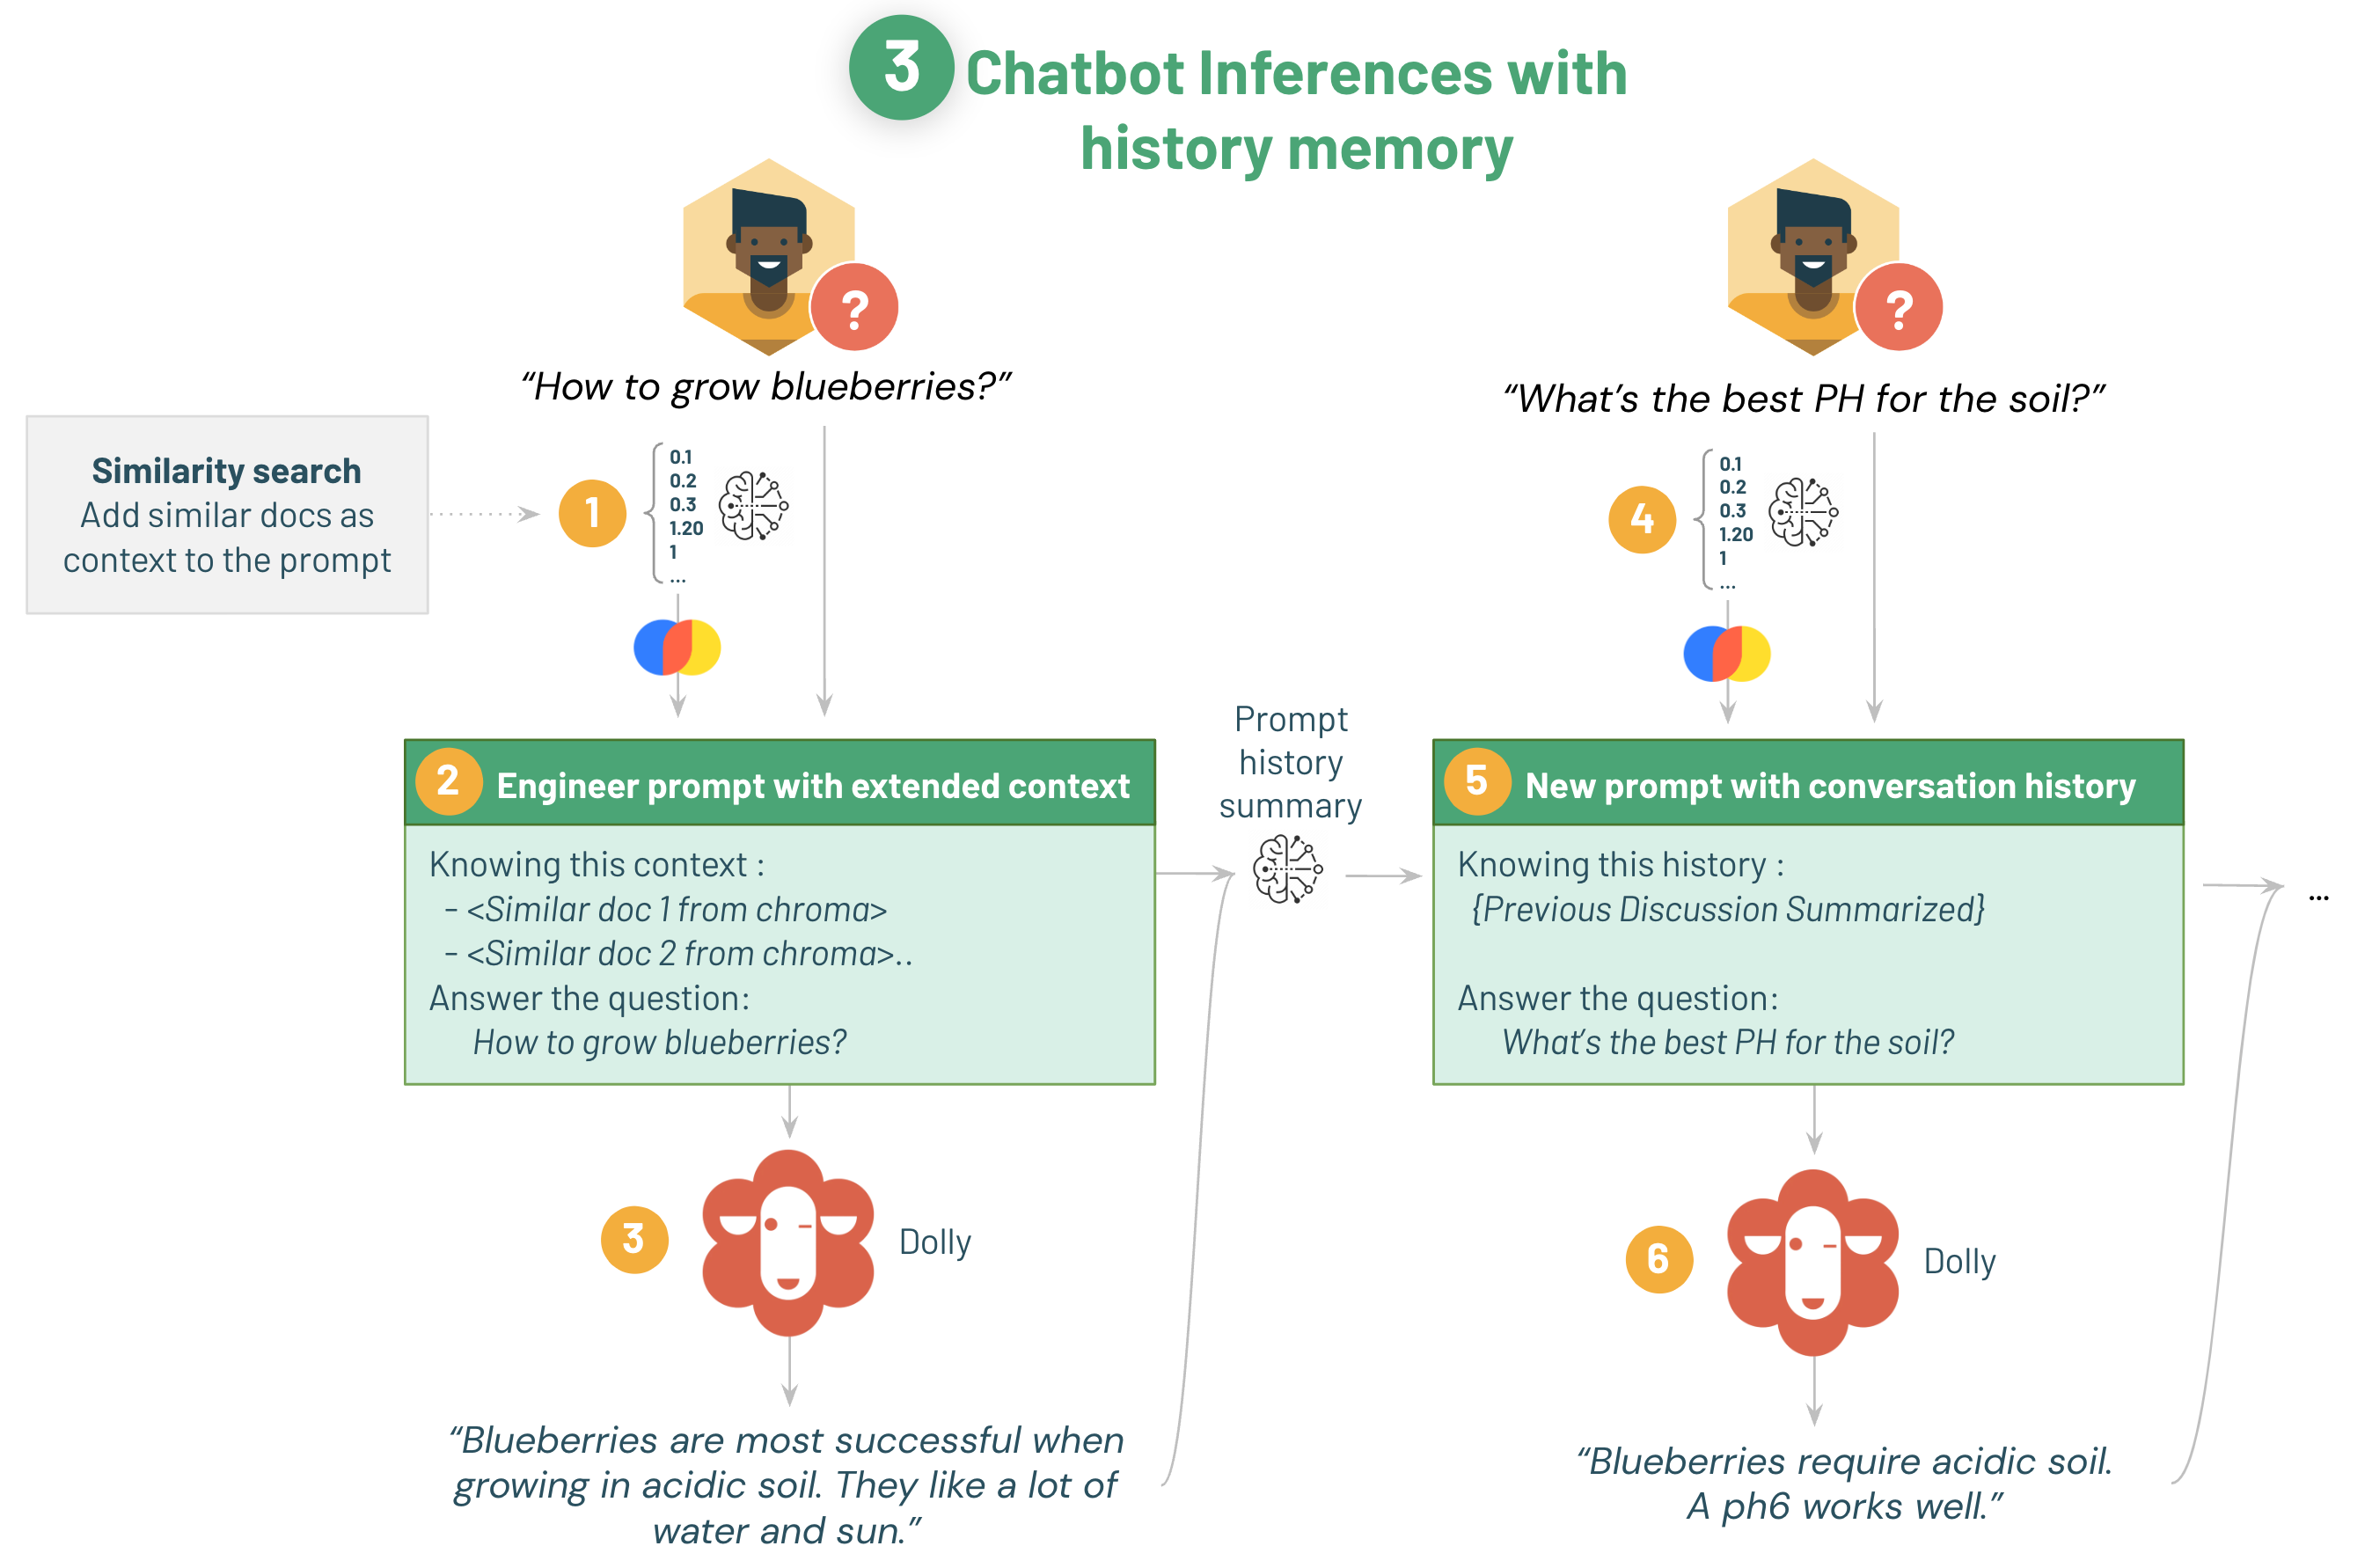 3
Chatbot Inferences with
history memory
?
“How to grow blueberries?”
Similarity search
Add similar docs as
context to the prompt
1
0.1
0.2
0.3
1.20
1
...
2
Engineer prompt with extended context
Knowing this context :
- <Similar doc 1 from chroma>
- <Similar doc 2 from chroma>..
Answer the question:
How to grow blueberries?
3
Dolly
“Blueberries are most successful when
growing in acidic soil. They like a lot of
water and sun.”
Prompt
history
summary
?
“What’s the best PH for the soil?”
4
0.1
0.2
0.3
1.20
1
...
5
New prompt with conversation history
Knowing this history :
{Previous Discussion Summarized}
Answer the question:
What’s the best PH for the soil?
...
6
Dolly
“Blueberries require acidic soil.
A ph6 works well.”